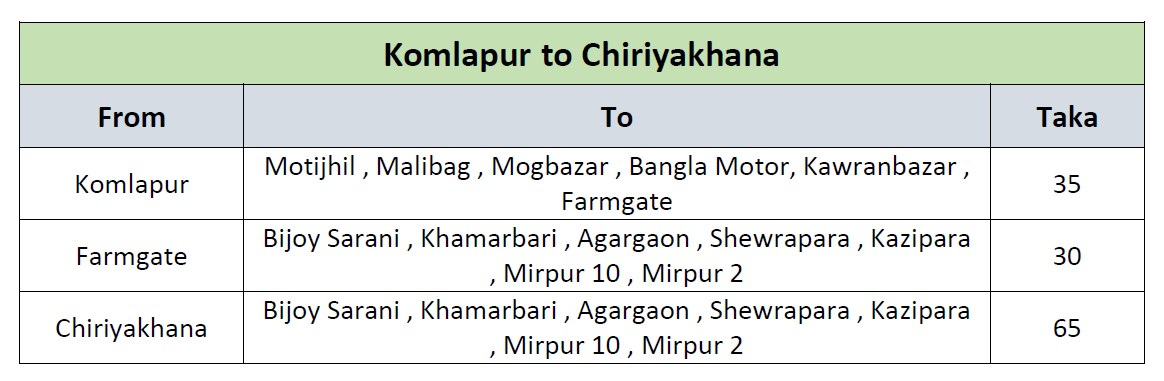 Komlapur to Chiriyakhana
From To Taka
Motijhil , Malibag , Mogbazar , Bangla Motor, Kawranbazar ,
Komlapur 35
Farmgate
Bijoy Sarani , Khamarbari , Agargaon , Shewrapara , Kazipara
Farmgate 30
, Mirpur 10 , Mirpur 2
Bijoy Sarani , Khamarbari , Agargaon , Shewrapara , Kazipara
Chiriyakhana 65
, Mirpur 10 , Mirpur 2